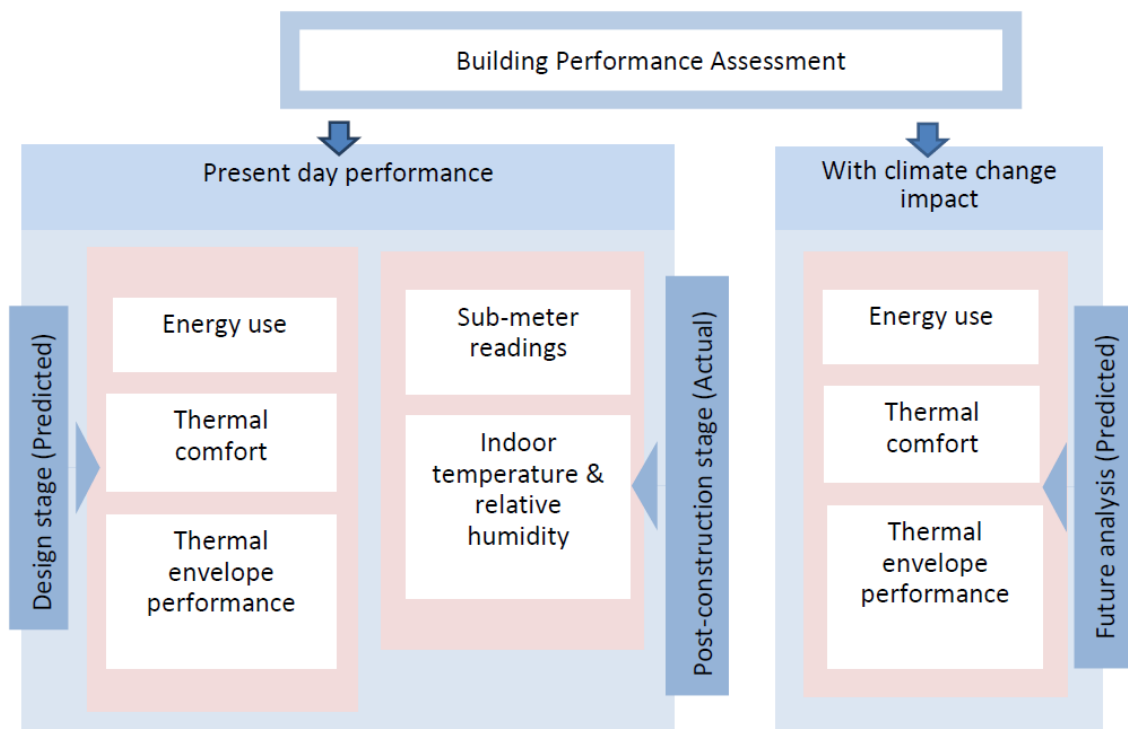 Building Performance Assessment
Present day performance
Design stage (Predicted)
Energy use
Thermal
comfort
Thermal
envelope
performance
Sub-meter
readings
Indoor
temperature &
relative
humidity
Post-construction stage (Actual)
With climate change
impact
Energy use
Thermal
comfort
Thermal
envelope
performance
Future analysis (Predicted)